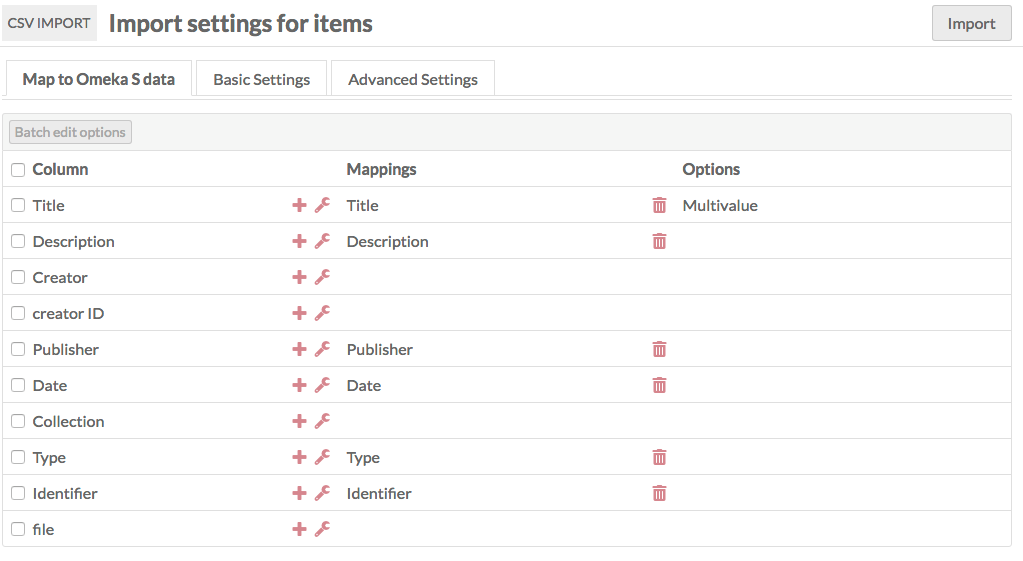 CSV IMPORT Import settings for items Import
Map to Omeka S data Basic Settings Advanced Settings
Batch edit options
Column Mappings Options
Title Title Multivalue
Description Description
Creator
creator ID
Publisher Publisher
Date Date
Collection
Type Type
Identifier Identifier
file